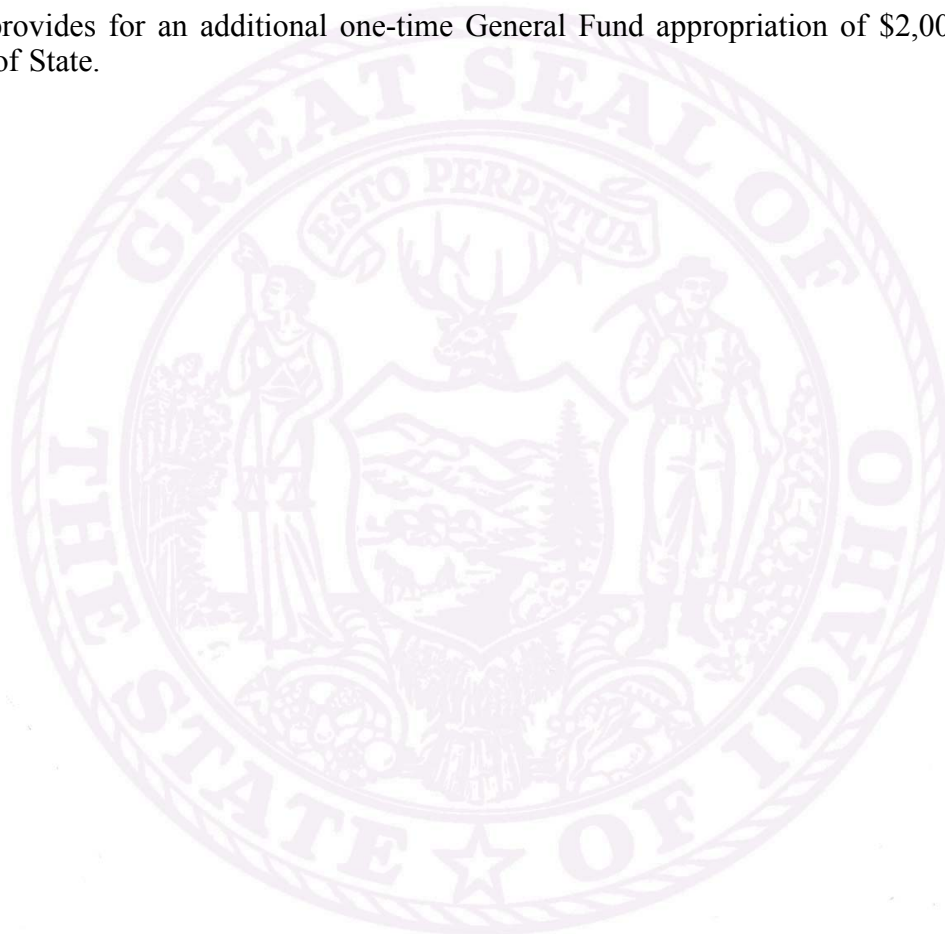 provides for an additional one-time General Fund appropriation of $2,00
of State.
GREAT SEAL OF
ESTO PERPETUA
THE STATE ★ OF IDAHO